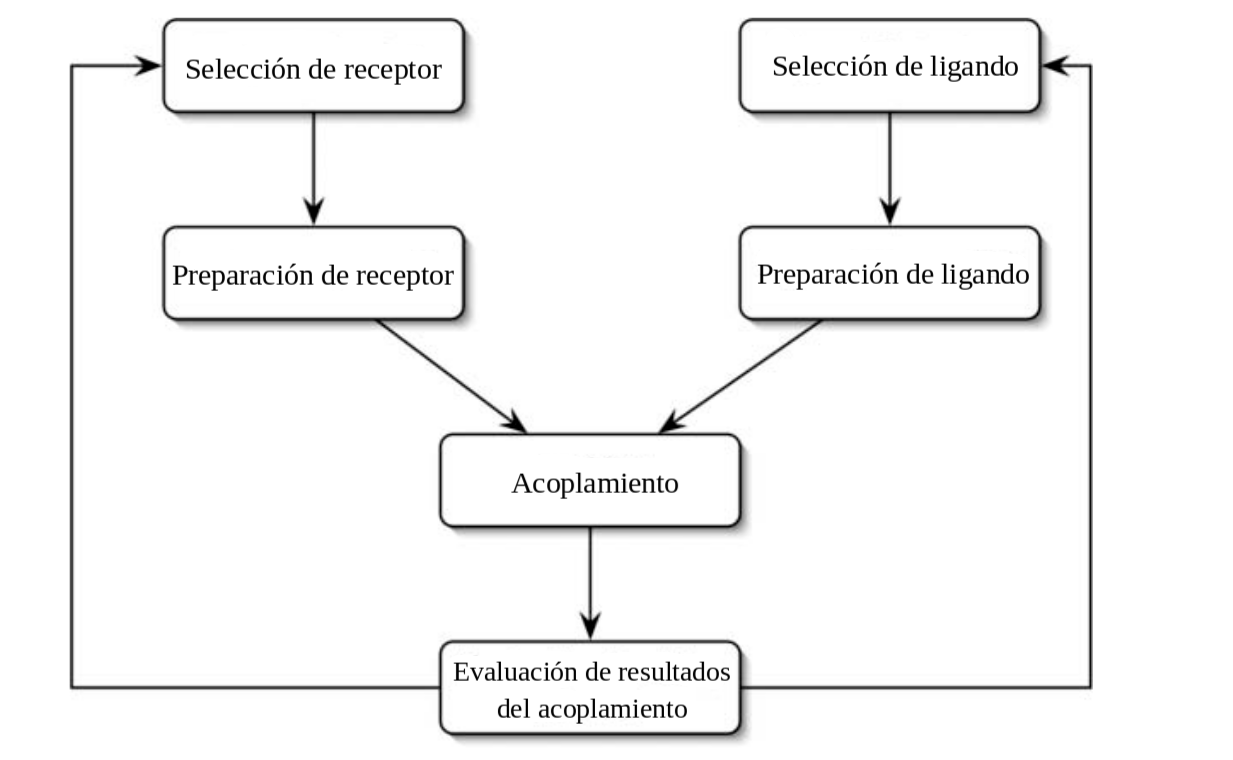 Selección de receptor
Selección de ligando
Preparación de receptor
Preparación de ligando
Acoplamiento
Evaluación de resultados
del acoplamiento